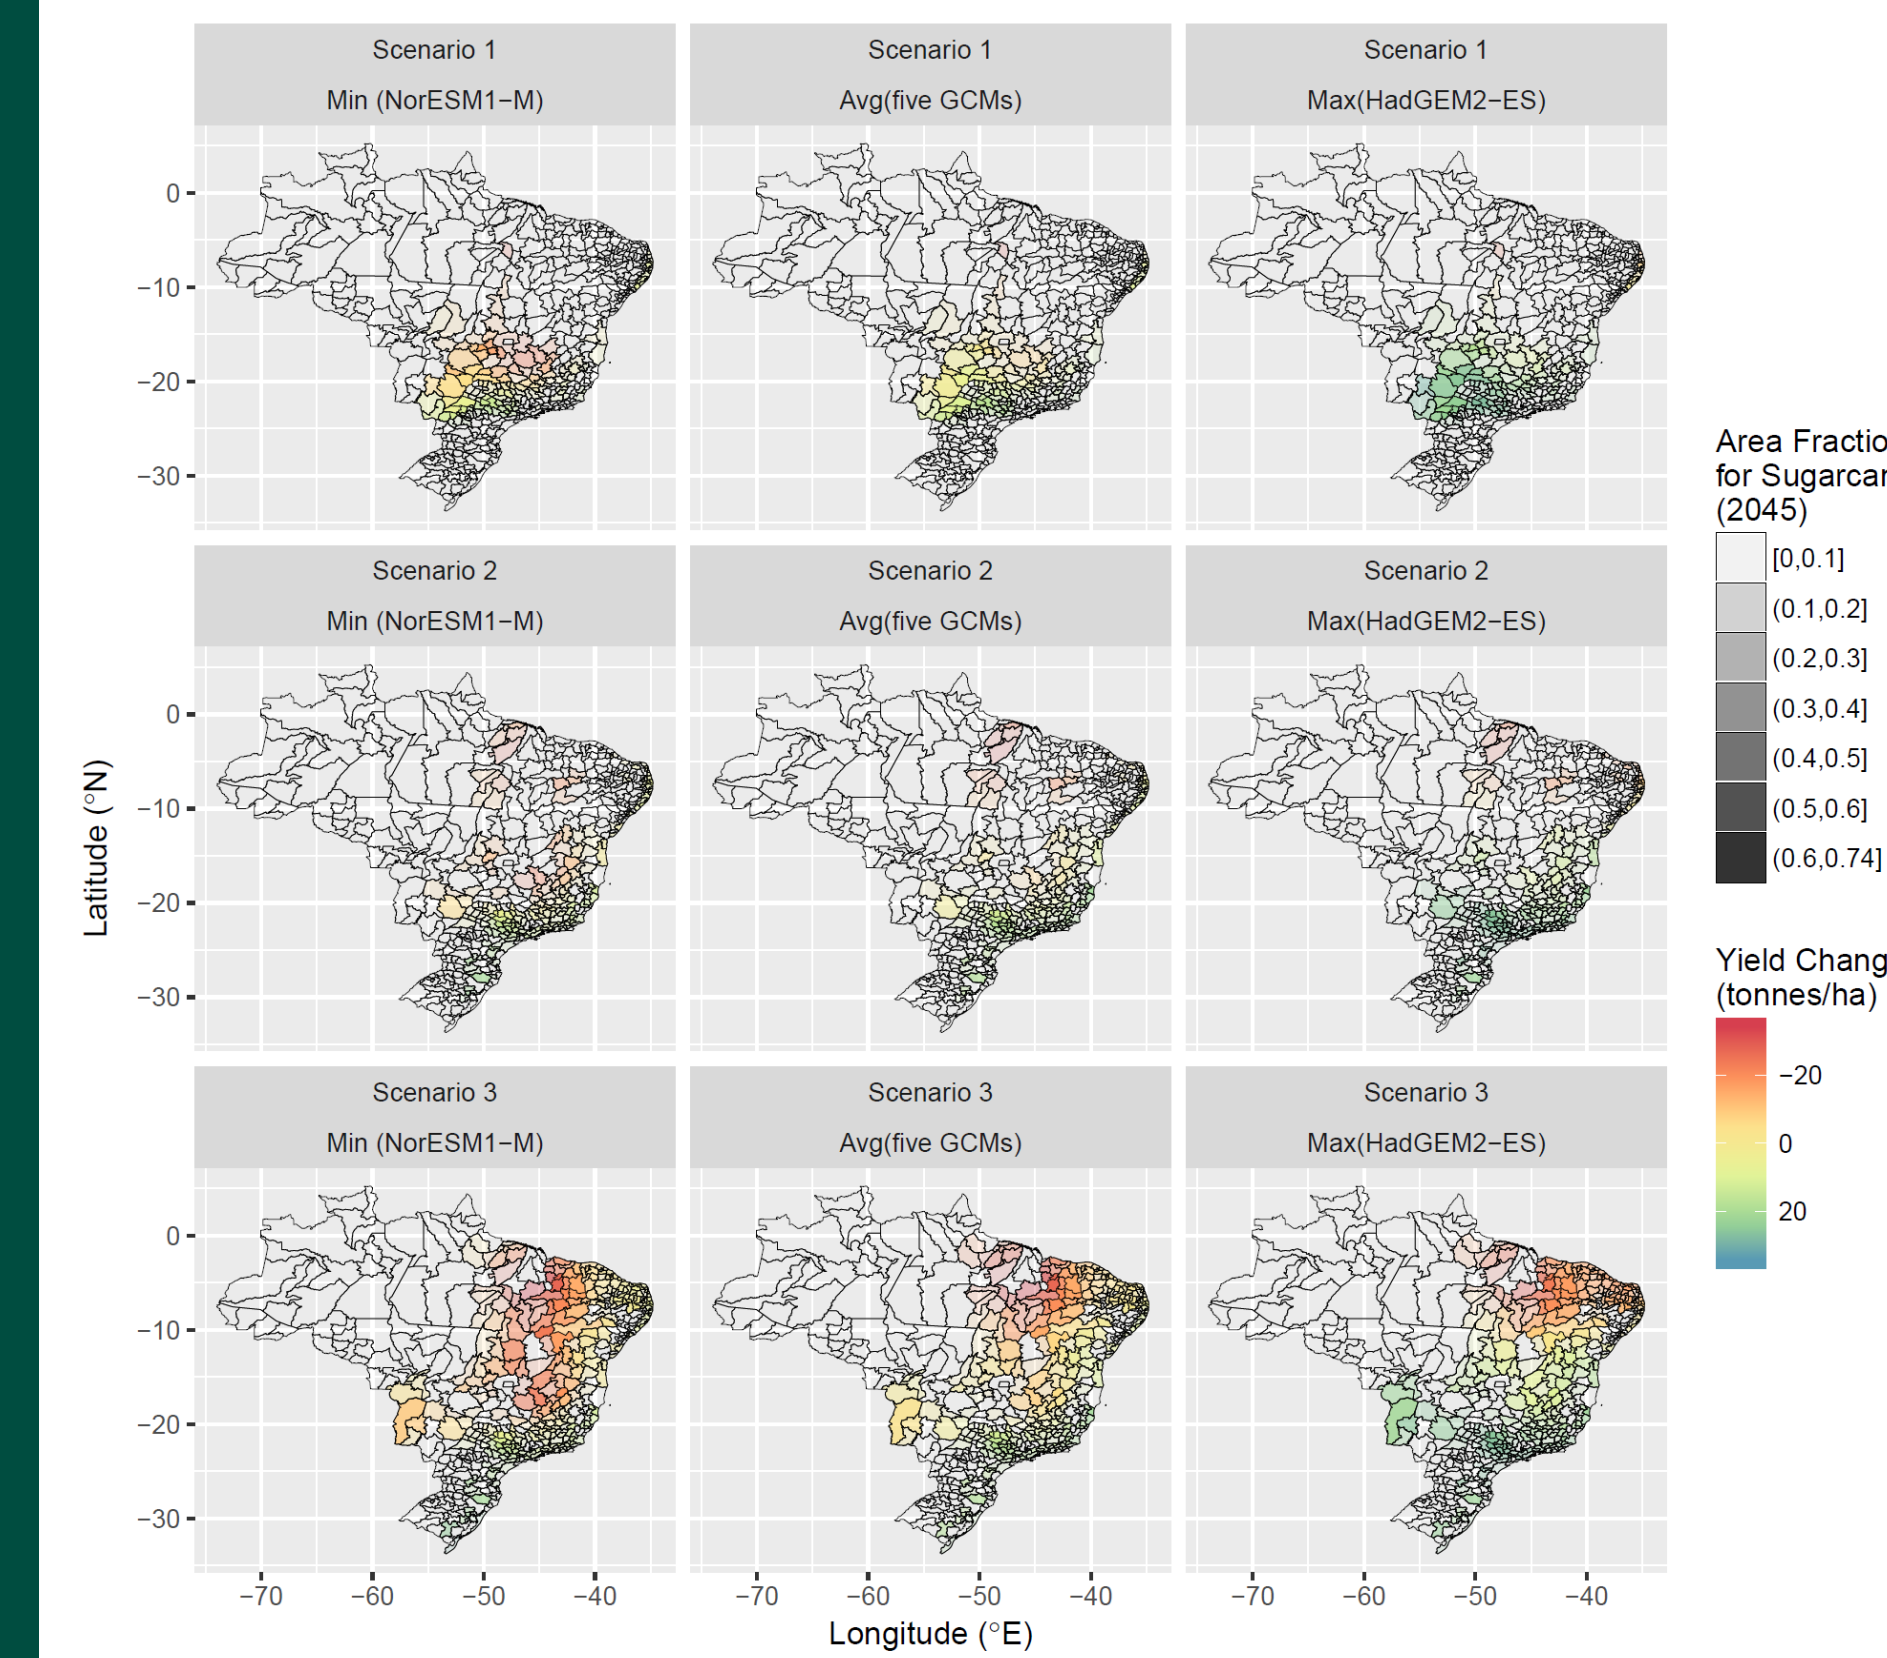 Scenario 1
Min (NorESM1−M)
Scenario 1
Avg(five GCMs)
Scenario 1
Max(HadGEM2−ES)
0
−10
−20
−30
Scenario 2
Min (NorESM1−M)
Scenario 2
Avg(five GCMs)
Scenario 2
Max(HadGEM2−ES)
0
−10
−20
−30
Scenario 3
Min (NorESM1−M)
Scenario 3
Avg(five GCMs)
Scenario 3
Max(HadGEM2−ES)
0
−10
−20
−30
−70
−60
−50
−40
−70
−60
−50
−40
−70
−60
−50
−40
Latitude (°N)
Longitude (°E)
Area Fractio
for Sugarcar
(2045)
[0,0.1]
(0.1,0.2]
(0.2,0.3]
(0.3,0.4]
(0.4,0.5]
(0.5,0.6]
(0.6,0.74]
Yield Chang
(tonnes/ha)
−20
0
20